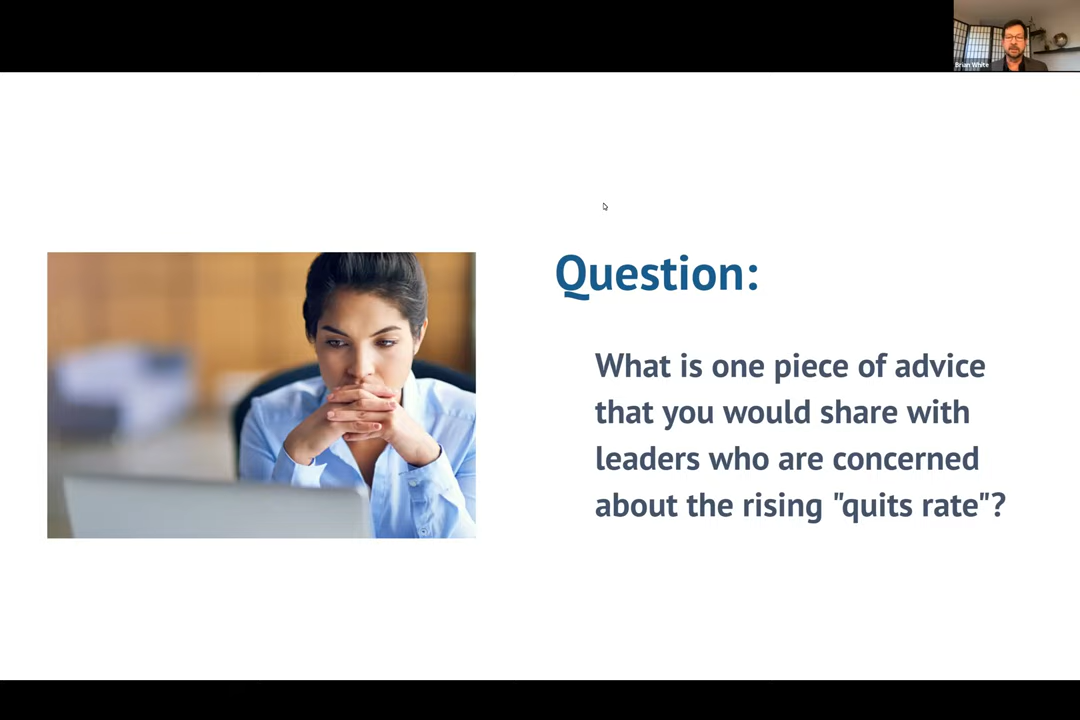 Brian White
Question:
What is one piece of advice
that you would share with
leaders who are concerned
about the rising "quits rate"?